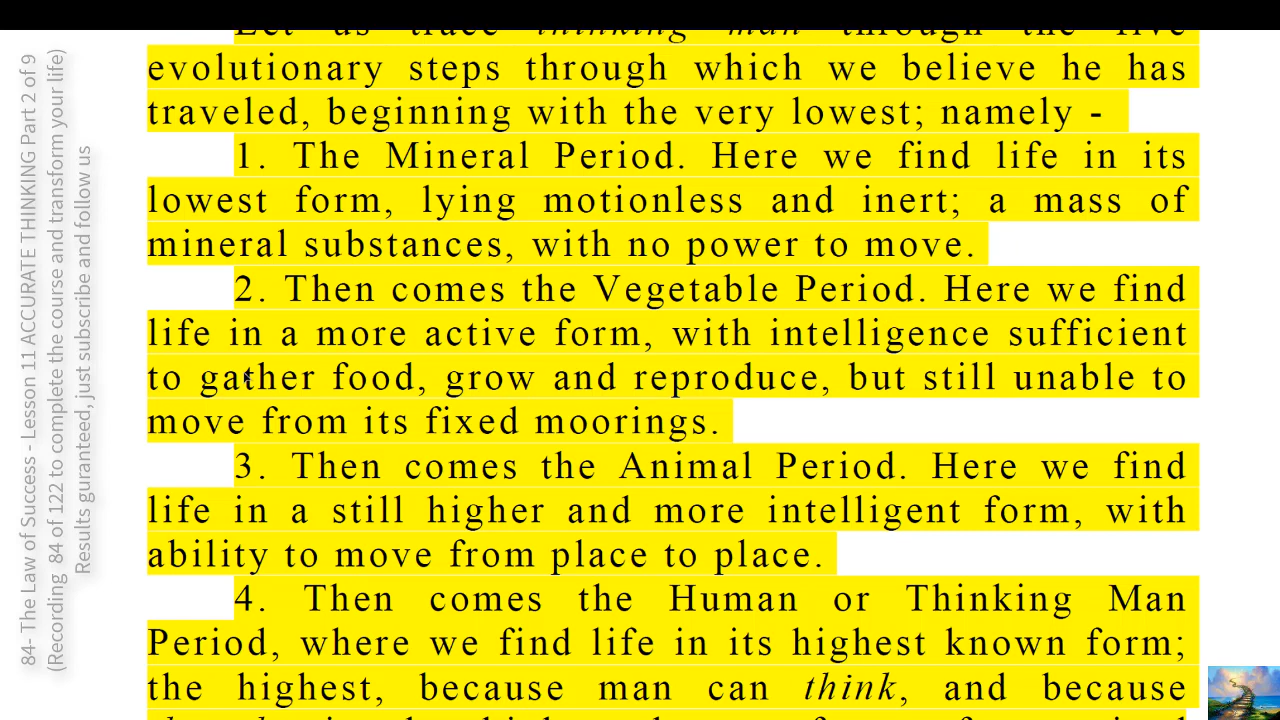 Let us trace thinking man through the five
evolutionary steps through which we believe he has
traveled, beginning with the very lowest; namely -
1. The Mineral Period. Here we find life in its
lowest form, lying motionless and inert; a mass of
mineral substances, with no power to move.
2. Then comes the Vegetable Period. Here we find
life in a more active form, with intelligence sufficient
to gather food, grow and reproduce, but still unable to
move from its fixed moorings.
3. Then comes the Animal Period. Here we find
life in a still higher and more intelligent form, with
ability to move from place to place.
4. Then comes the Human or Thinking Man
Period, where we find life in its highest known form;
the highest, because man can think, and because
84- The Law of Success - Lesson 11 ACCURATE THINKING Part 2 of 9
(Recording 84 of 122 to complete the course and transform your life)
Results guranteed, just subscribe and follow us